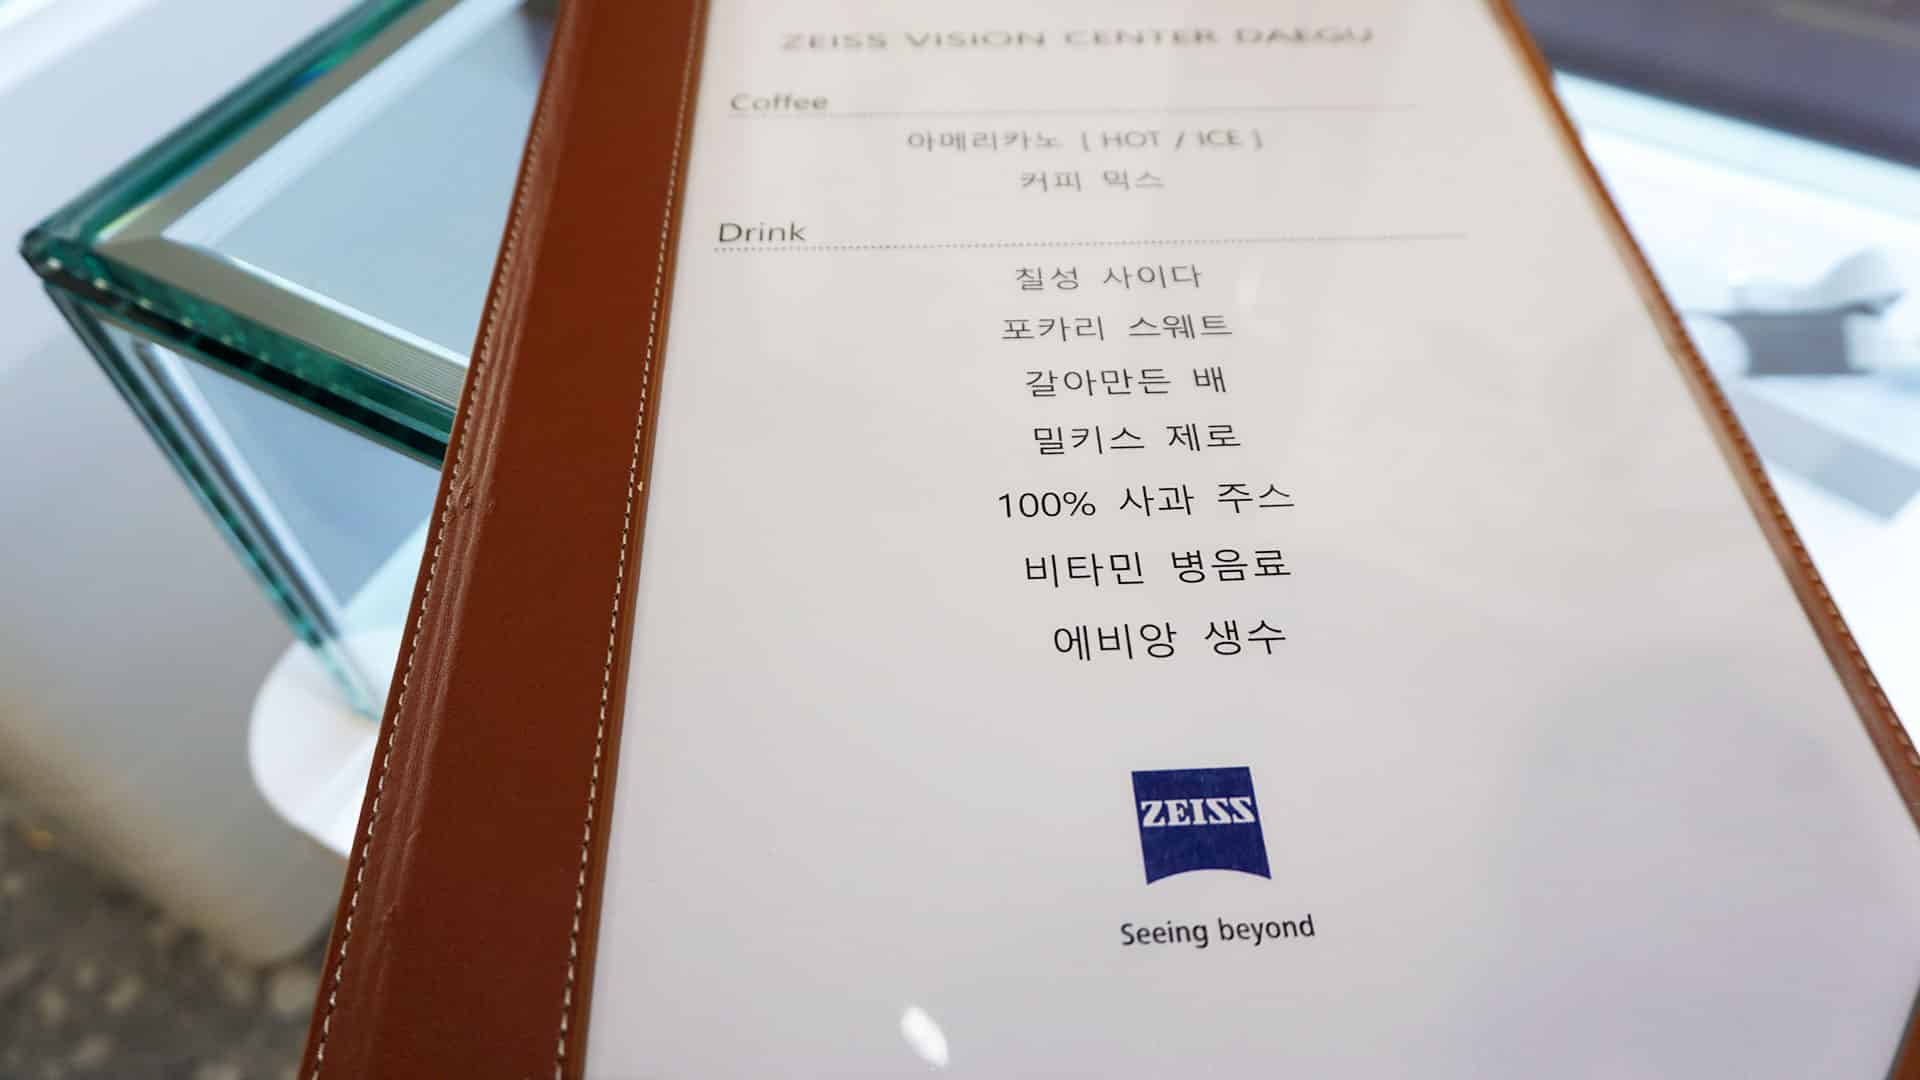 ZEISS VISION CENTER DAEGU
Coffee
아메리카노 ( HOT / ICE )
커피 믹스
Drink
칠성 사이다
포카리 스웨트
갈아만든 배
밀키스 제로
100% 사과 주스
비타민 병음료
에비앙 생수
ZEISS
Seeing beyond